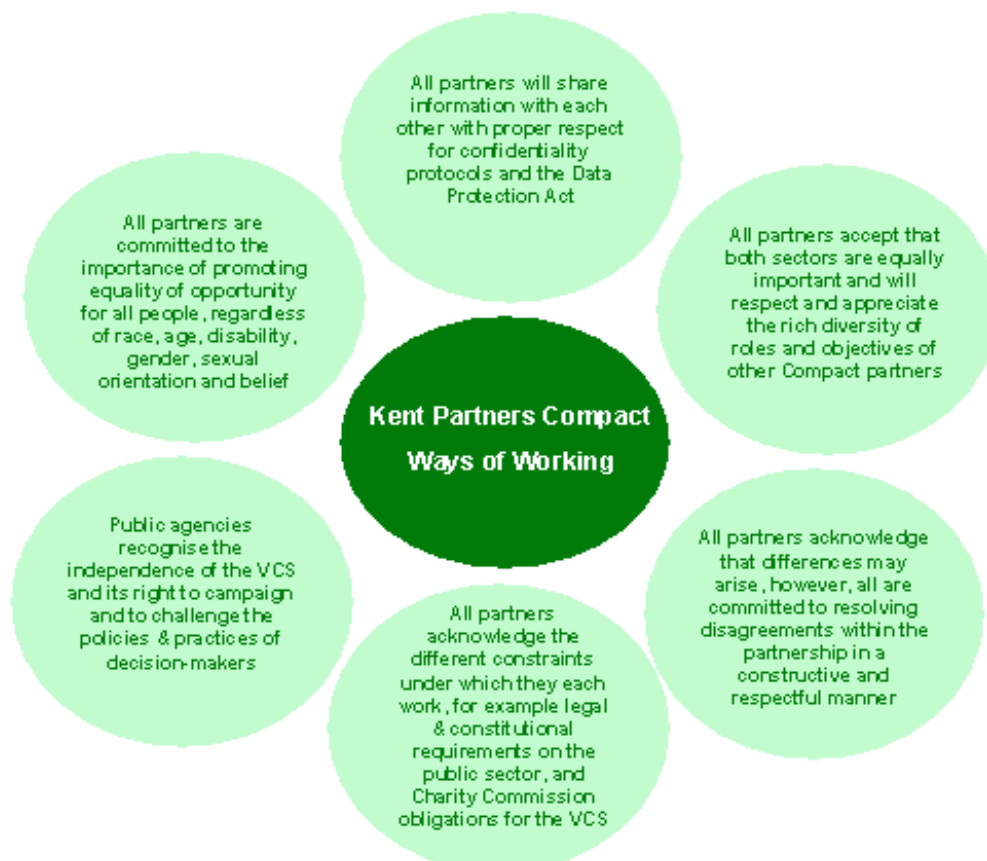 All partners will share
information with each
other with proper respect
for confidentiality
protocols and the Data
Protection Act
All partners accept that
both sectors are equally
important and will
respect and appreciate
the rich diversity of
roles and objectives of
other Compact partners
All partners acknowledge
that differences may
arise, however, all are
committed to resolving
disagreements within the
partnership in a
constructive and
respectful manner
All partners
acknowledge the
different constraints
under which they each
work, for example legal
& constitutional
requirements on the
public sector, and
Charity Commission
obligations for the VCS
Public agencies
recognise the
independence of the VCS
and its right to campaign
and to challenge the
policies & practices of
decision-makers
All partners are
committed to the
importance of promoting
equality of opportunity
for all people, regardless
of race, age, disability,
gender, sexual
orientation and belief
Kent Partners Compact
Ways of Working